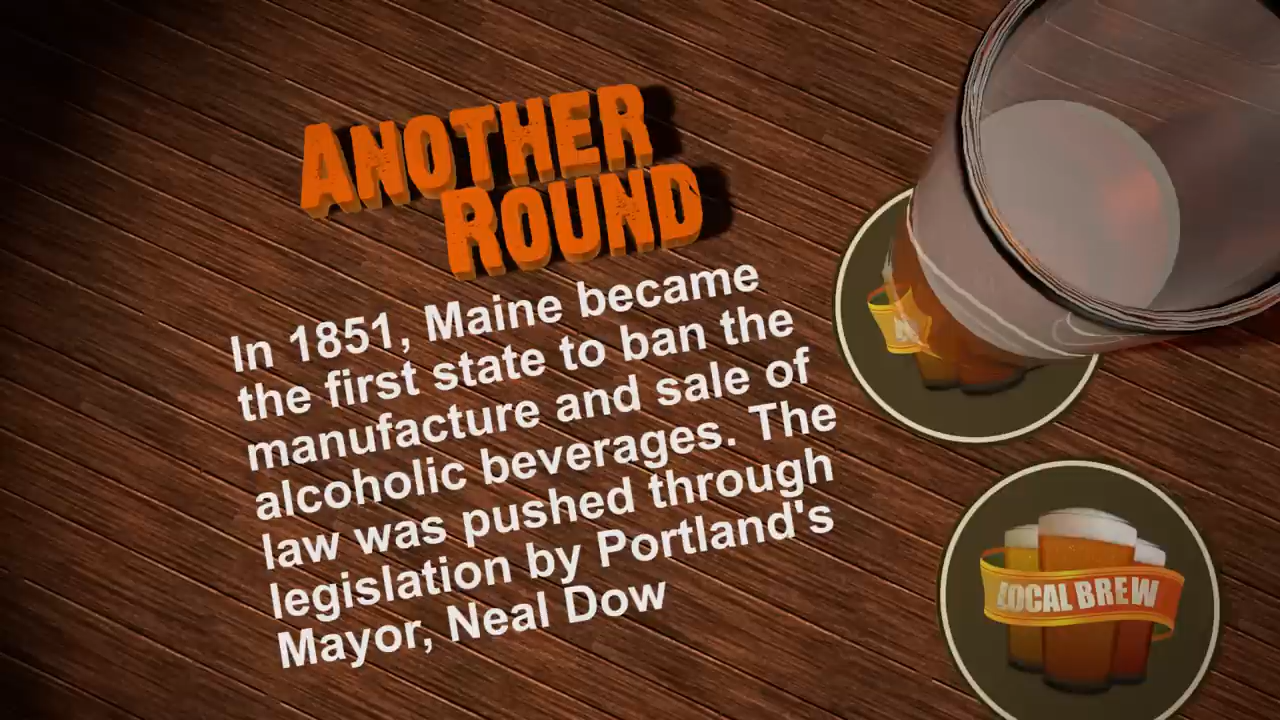 ANOTHER
ROUND
In 1851, Maine became
the first state to ban the
manufacture and sale of
alcoholic beverages. The
law was pushed through
legislation by Portland's
Mayor, Neal Dow
LOCAL BREW